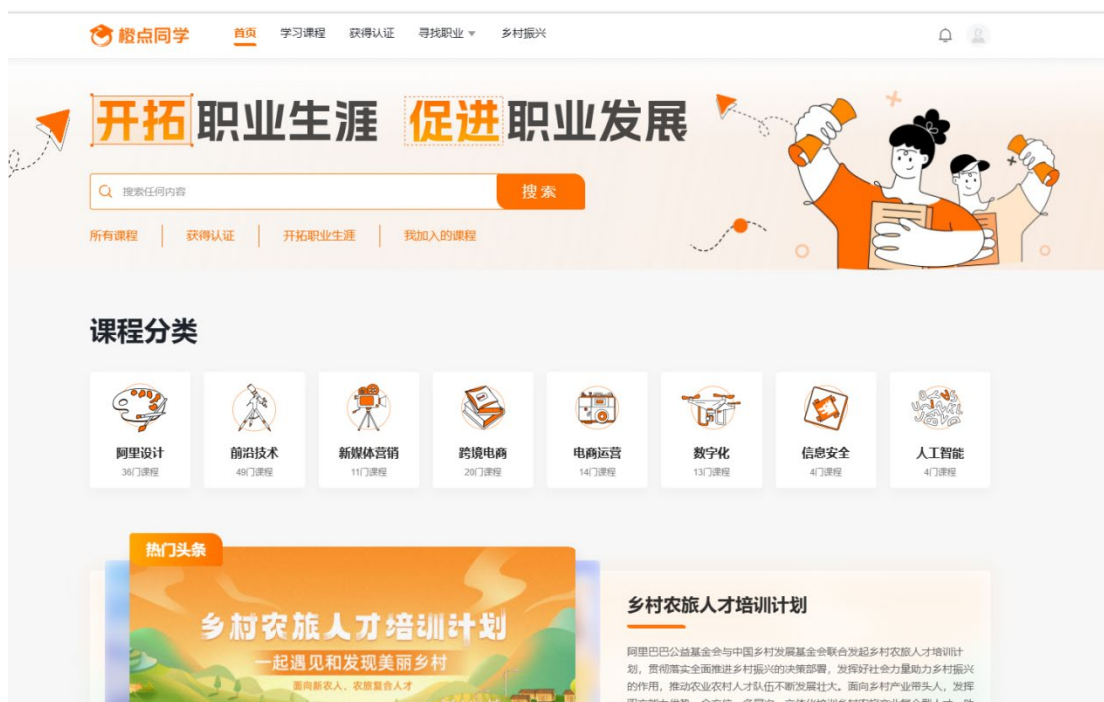 橙点同学 首页 学习课程 获得认证 寻找职业 乡村振兴
开拓职业生涯 促进职业发展
搜索任何内容 搜索
所有课程 获得认证 开拓职业生涯 我加入的课程
课程分类
阿里设计 前沿技术 新媒体营销 跨境电商 电商运营 数字化 信息安全 人工智能
36门课程 49门课程 11门课程 20门课程 14门课程 13门课程 4门课程 4门课程
热门头条
乡村农旅人才培训计划
一起遇见和发现美丽乡村
面向新农人、农旅复合人才
乡村农旅人才培训计划
阿里巴巴公益基金会与中国乡村发展基金会联合发起乡村农旅人才培训计
划，贯彻落实全面推进乡村振兴的决策部署，发挥好社会力量助力乡村振兴
的作用，推动农业农村人才队伍不断发展壮大。面向乡村产业带头人，发挥